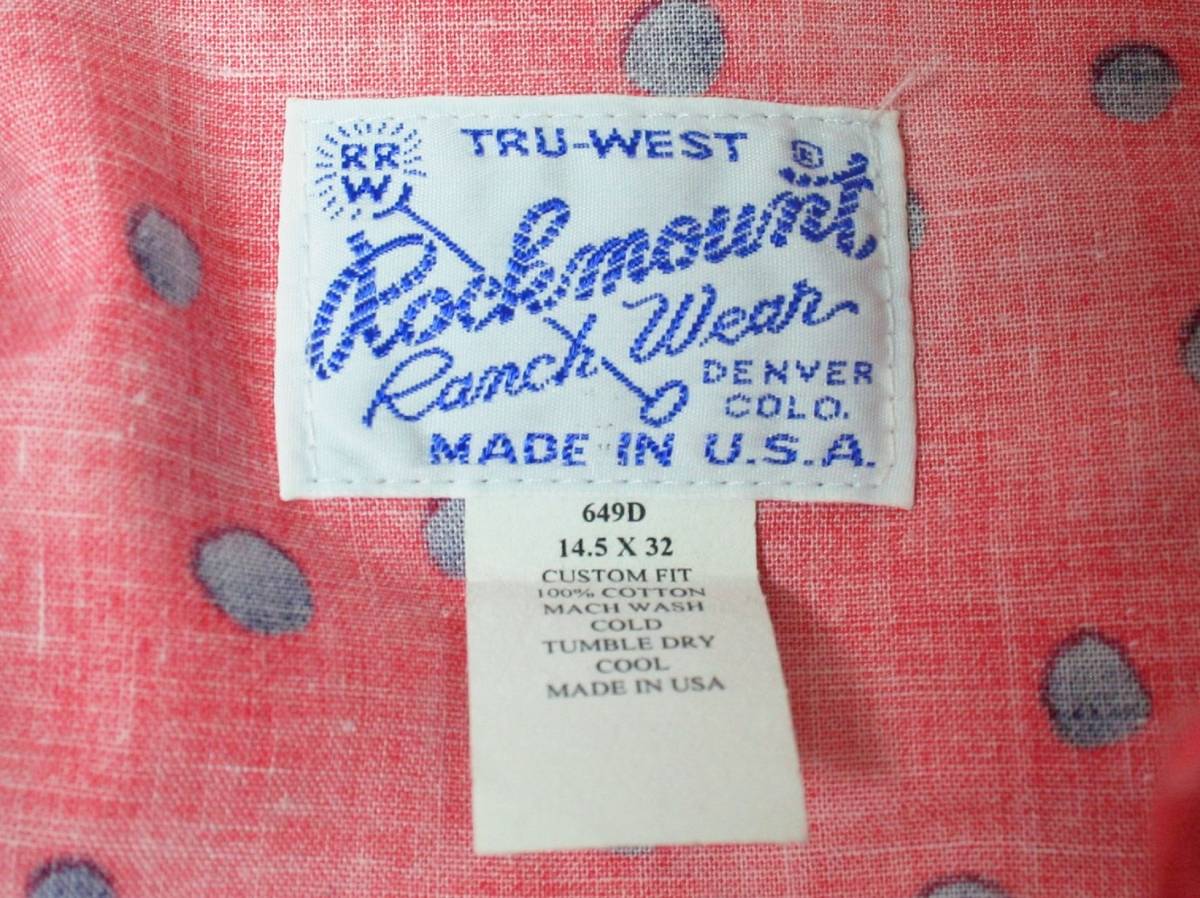 RR
W
TRU-WEST
®
Rockmount
Ranch Wear
DENVER
COLO.
MADE IN U.S.A.
649D
14.5 X 32
CUSTOM FIT
100% COTTON
MACH WASH
COLD
TUMBLE DRY
COOL
MADE IN USA